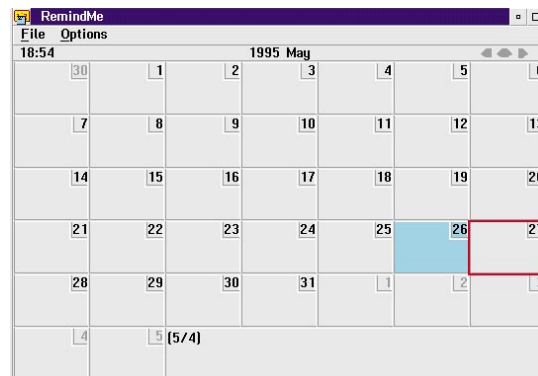 RemindMe
File Options
18:54 1995 May
30 1 2 3 4 5
7 8 9 10 11 12
14 15 16 17 18 19
21 22 23 24 25 26
28 29 30 31 1 2
4 5 (5/4)